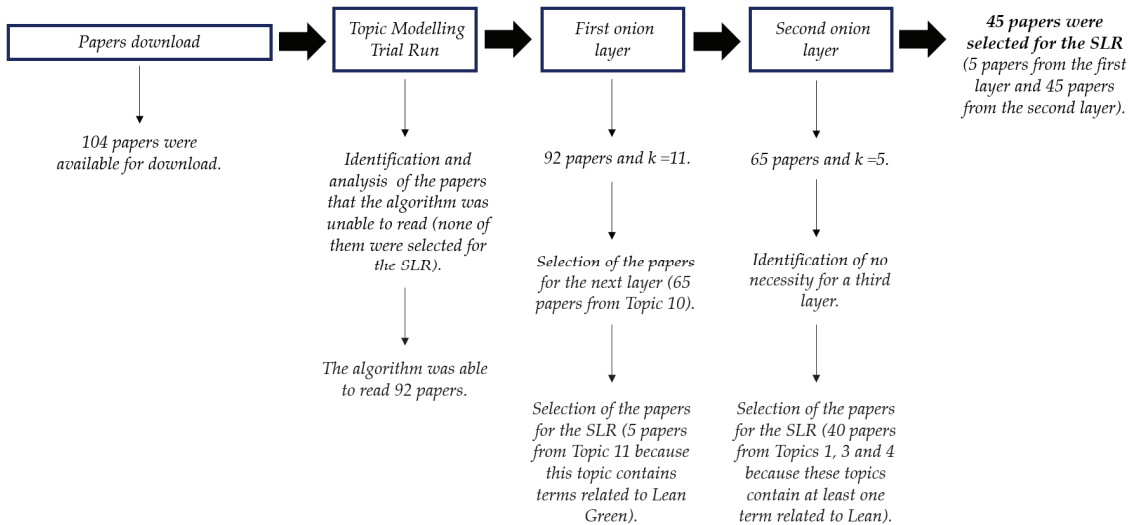 Papers download
104 papers were
available for download.
Topic Modelling
Trial Run
Identification and
analysis of the papers
that the algorithm was
unable to read (none of
them were selected for
the SLR).
The algorithm was able
to read 92 papers.
First onion
layer
92 papers and k =11.
Selection of the papers
for the next layer (65
papers from Topic 10).
Selection of the papers
for the SLR (5 papers
from Topic 11 because
this topic contains
terms related to Lean
Green).
Second onion
layer
65 papers and k =5.
Identification of no
necessity for a third
layer.
Selection of the papers
for the SLR (40 papers
from Topics 1, 3 and 4
because these topics
contain at least one
term related to Lean).
45 papers were
selected for the SLR
(5 papers from the first
layer and 45 papers
from the second layer).